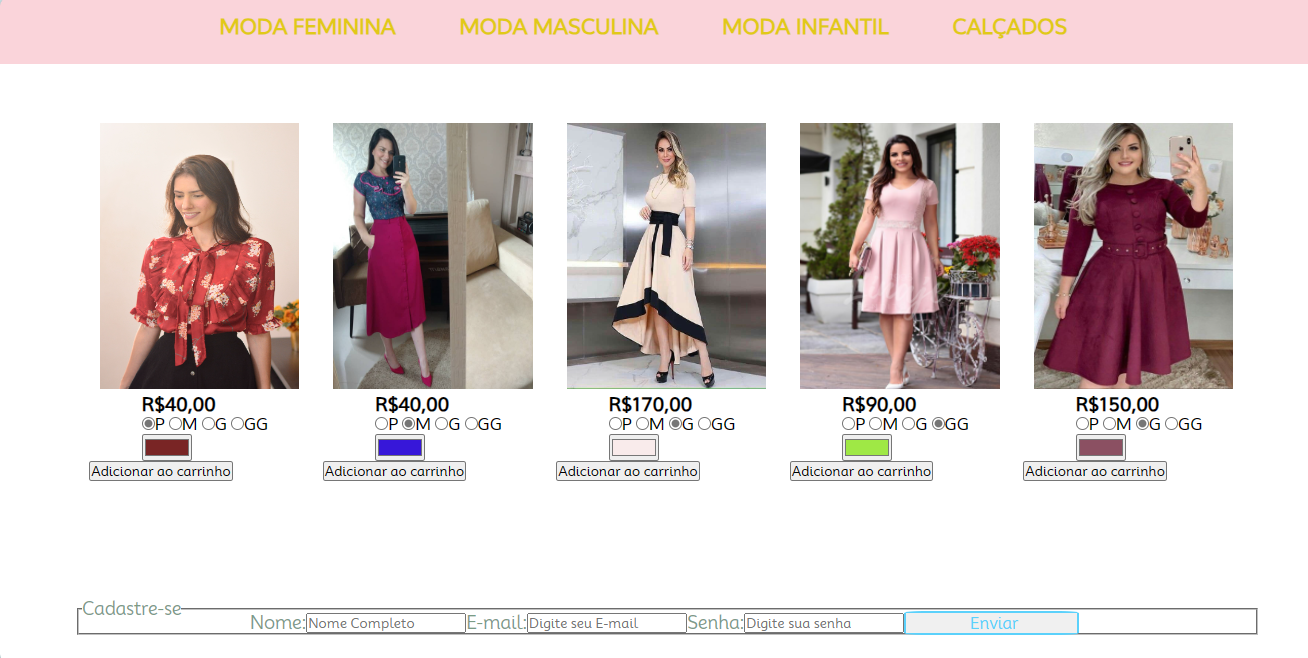 MODA FEMININA MODA MASCULINA MODA INFANTIL CALÇADOS
R$40,00 R$40,00 R$170,00 R$90,00 R$150,00
P M G GG P M G GG P M G GG P M G GG P M G GG
Adicionar ao carrinho Adicionar ao carrinho Adicionar ao carrinho Adicionar ao carrinho Adicionar ao carrinho
Cadastre-se
Nome: Nome Completo E-mail: Digite seu E-mail Senha: Digite sua senha Enviar